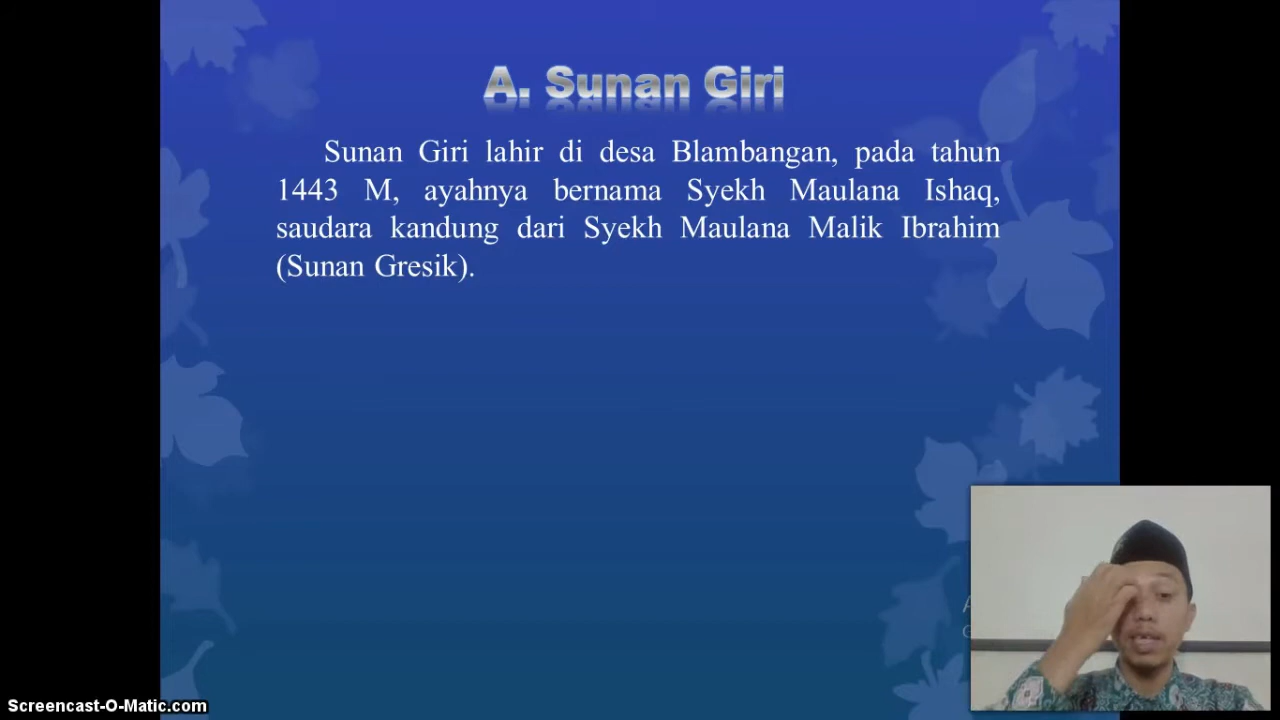 A. Sunan Giri
Sunan Giri lahir di desa Blambangan, pada tahun
1443 M, ayahnya bernama Syekh Maulana Ishaq,
saudara kandung dari Syekh Maulana Malik Ibrahim
(Sunan Gresik).
Screencast-O-Matic.com